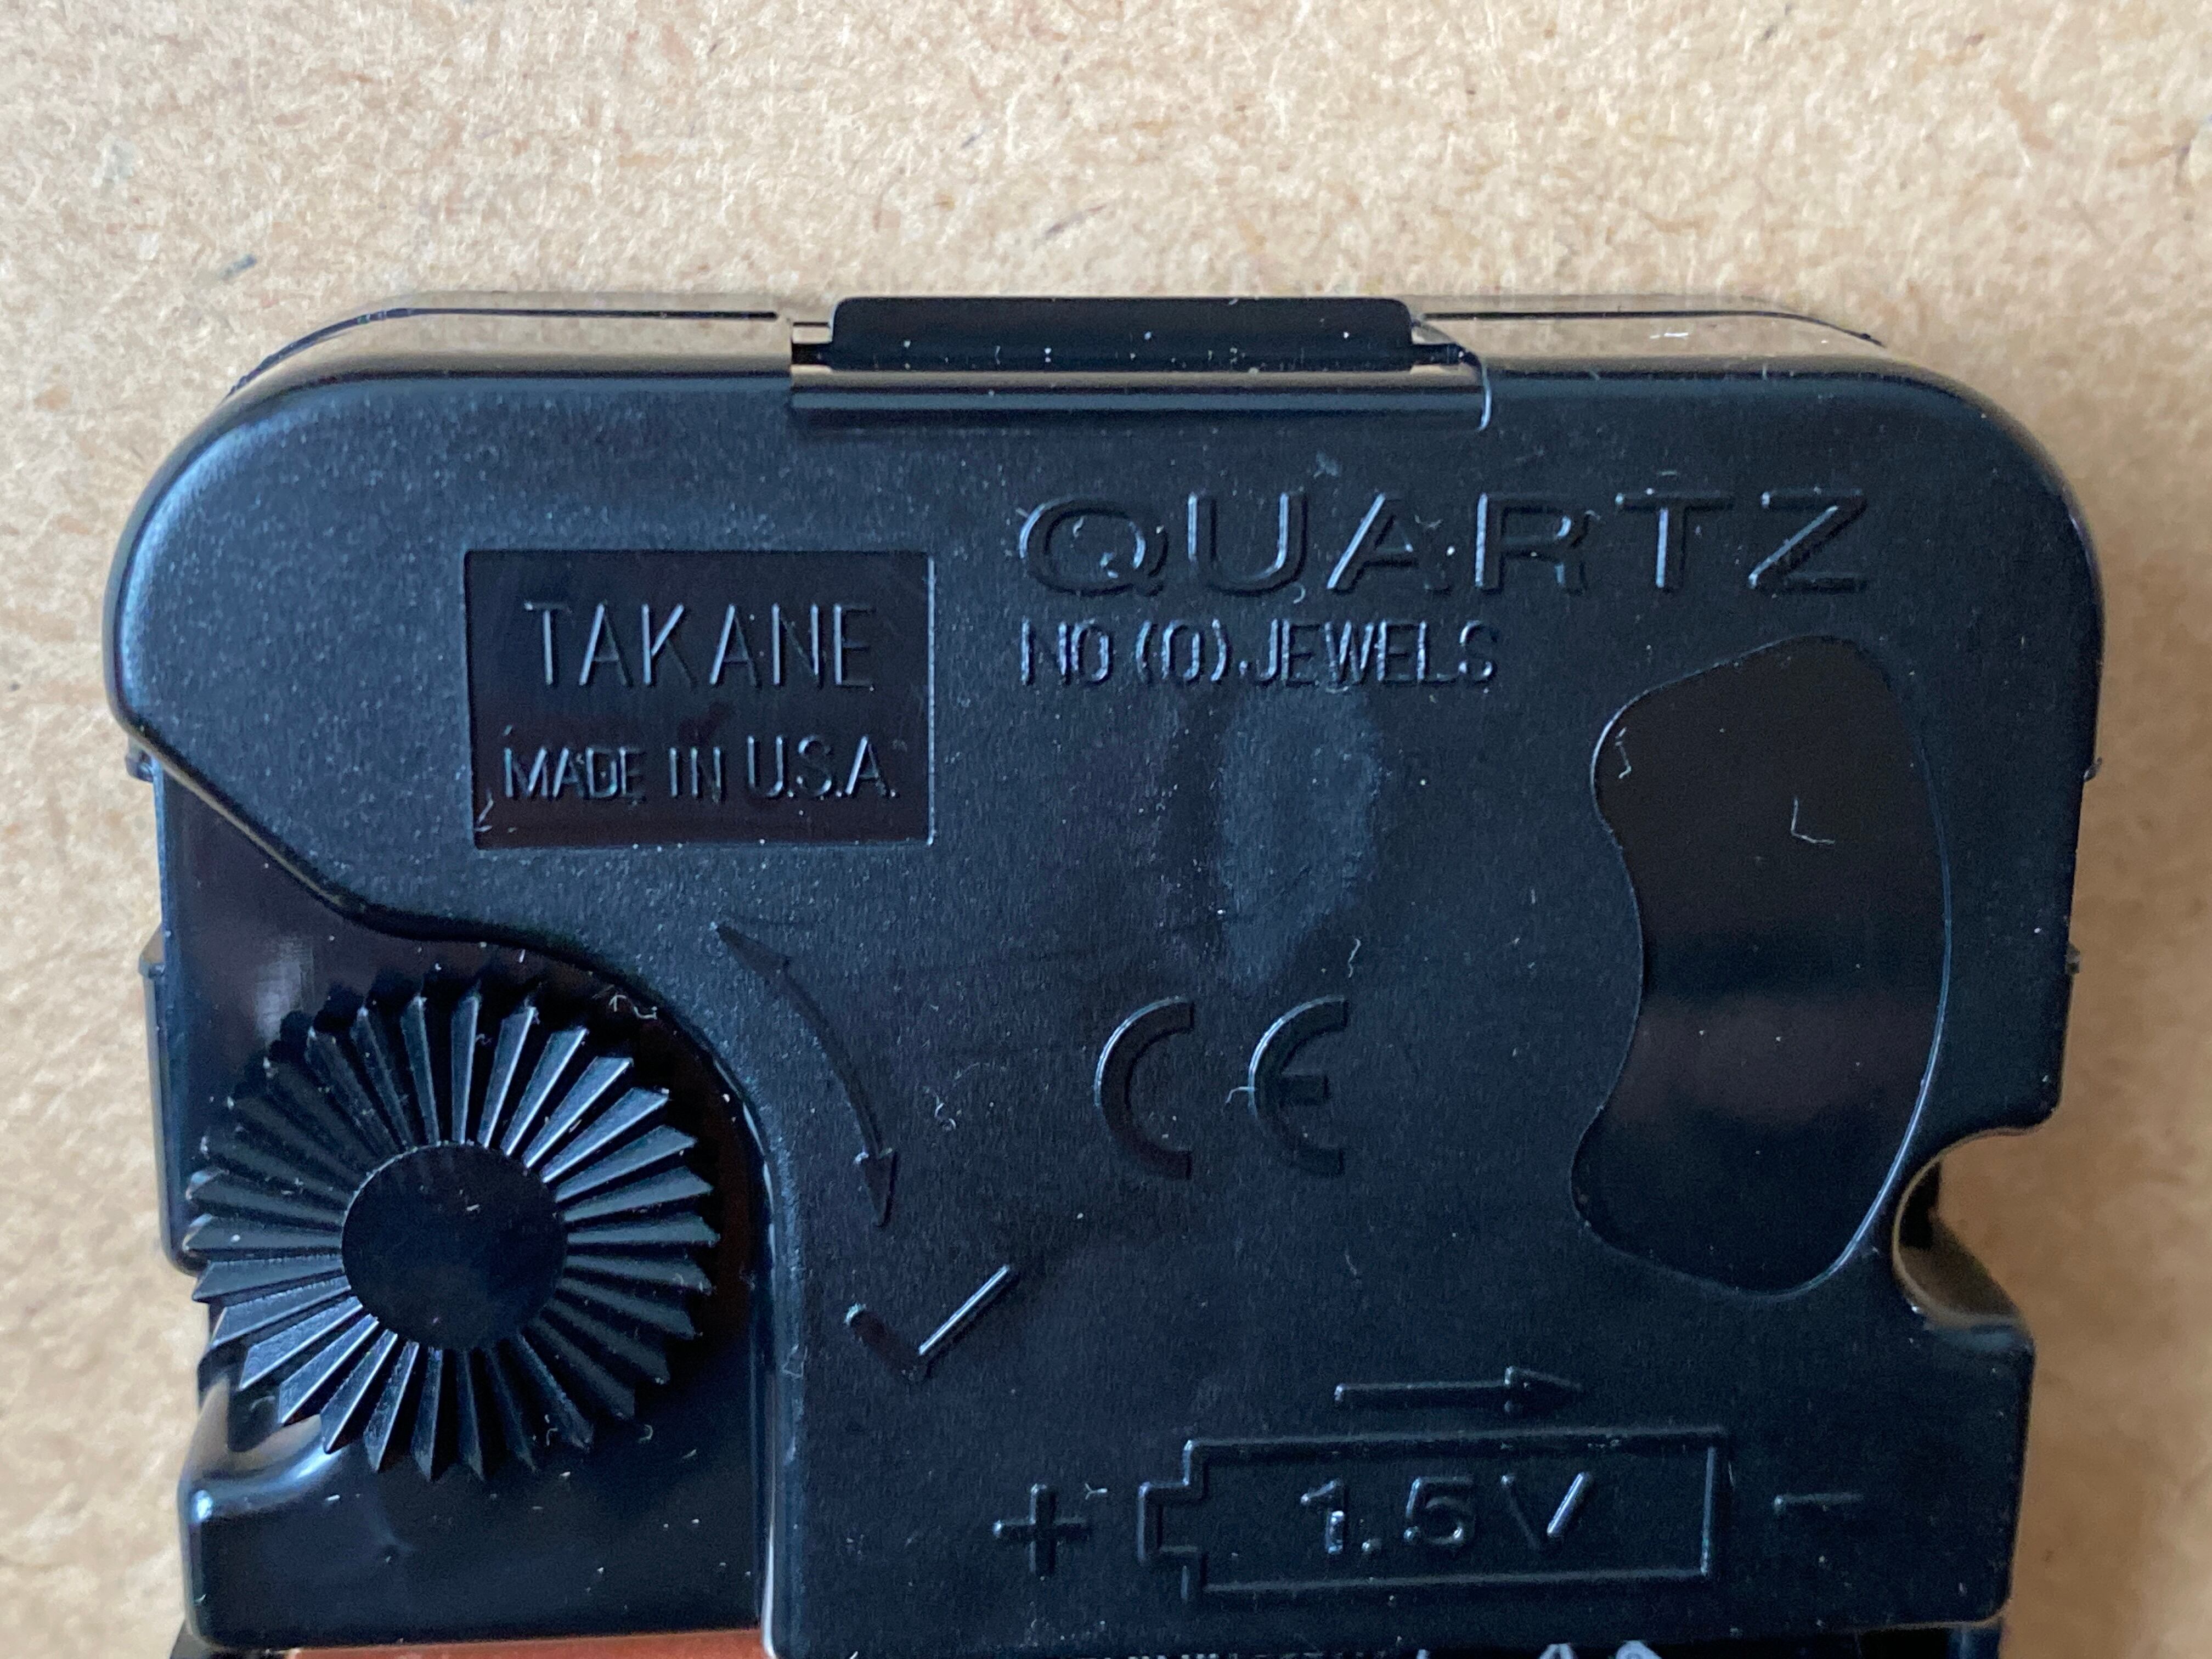 QUARTZ
NO (0) JEWELS
TAKANE
MADE IN U.S.A.
CE
+ 1.5V −